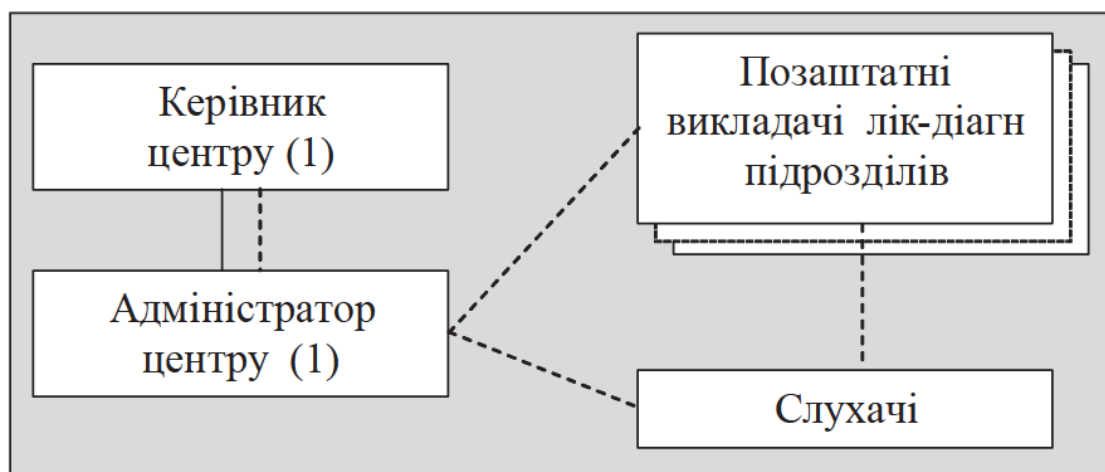 Керівник
центру (1)
Позаштатні
викладачі лік-діагн
підрозділів
Адміністратор
центру (1)
Слухачі